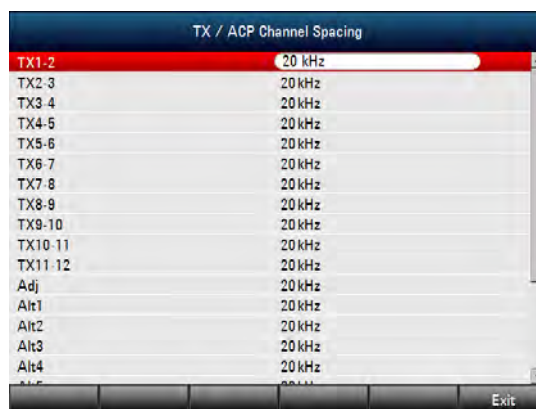 TX / ACP Channel Spacing
TX1-2 20 kHz
TX2-3 20 kHz
TX3-4 20 kHz
TX4-5 20 kHz
TX5-6 20 kHz
TX6-7 20 kHz
TX7-8 20 kHz
TX8-9 20 kHz
TX9-10 20 kHz
TX10-11 20 kHz
TX11-12 20 kHz
Adj 20 kHz
Alt1 20 kHz
Alt2 20 kHz
Alt3 20 kHz
Alt4 20 kHz
Exit